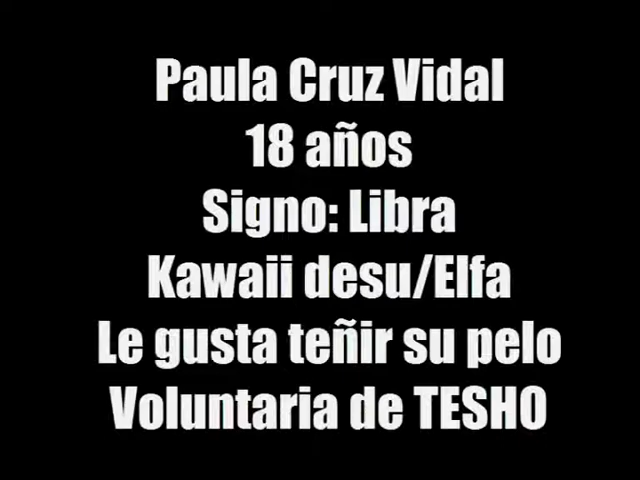 Paula Cruz Vidal
18 años
Signo: Libra
Kawaii desu/Elfa
Le gusta teñir su pelo
Voluntaria de TESHO